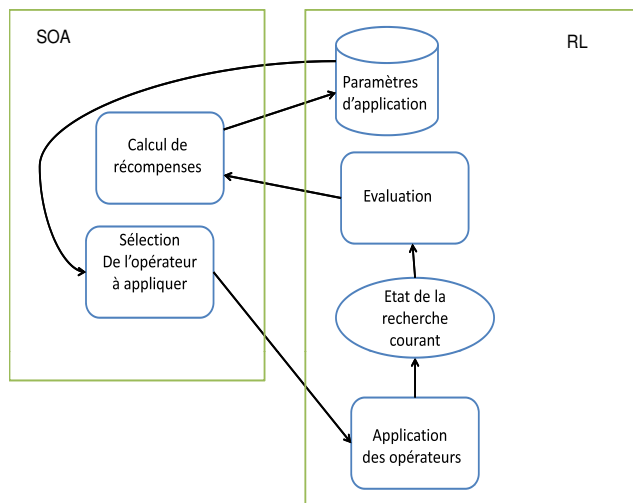 SOA
RL
Paramètres
d'application
Calcul de
récompenses
Evaluation
Sélection
De l'opérateur
à appliquer
Etat de la
recherche
courant
Application
des opérateurs